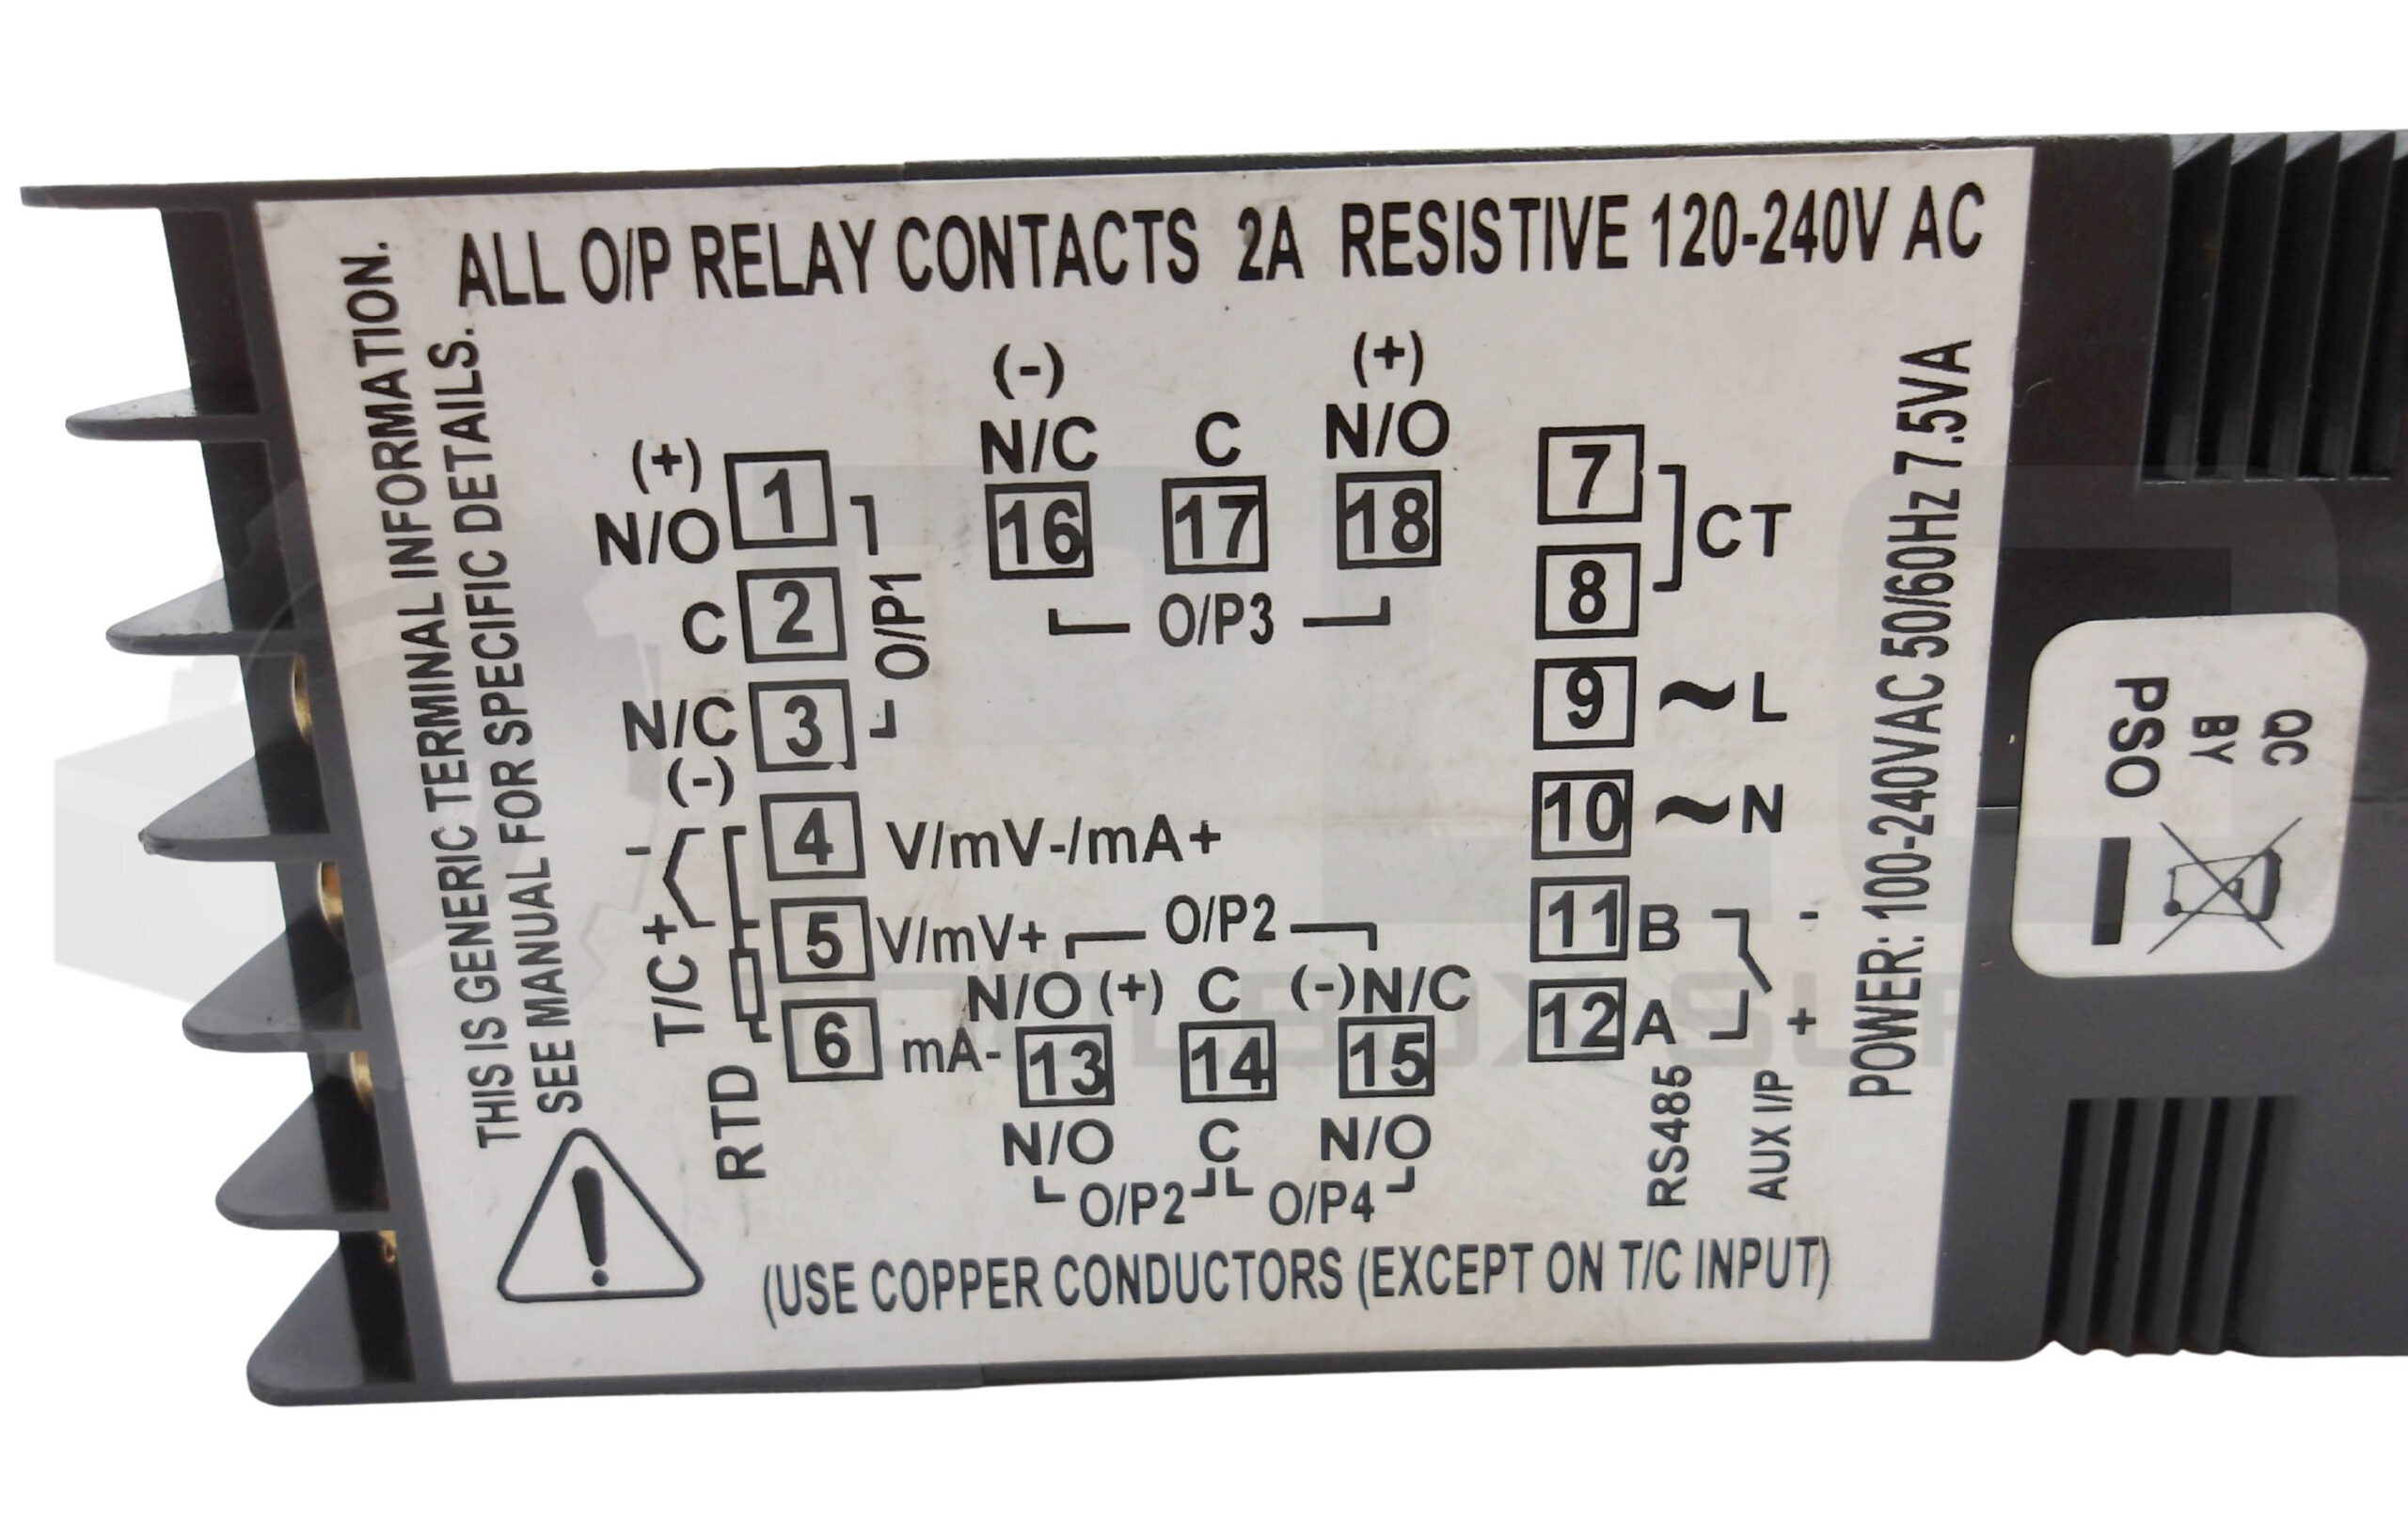 ALL O/P RELAY CONTACTS 2A RESISTIVE 120-240V AC
THIS IS GENERIC TERMINAL INFORMATION.
SEE MANUAL FOR SPECIFIC DETAILS.
(+)
N/O 1
C 2
N/C 3
(-)
O/P1
(-) (+)
N/C C N/O
16 17 18
O/P3
7
8
CT
9 ~ L
10 ~ N
11 B -
12 A +
RS485
AUX I/P
POWER: 100-240VAC 50/60Hz 7.5VA
4 V/mV-/mA+
5 V/mV+
6 mA-
- T/C +
RTD
O/P2
N/O (+) C (-) N/C
13 14 15
N/O C N/O
O/P2 O/P4
(USE COPPER CONDUCTORS (EXCEPT ON T/C INPUT)
QC
BY
PSO